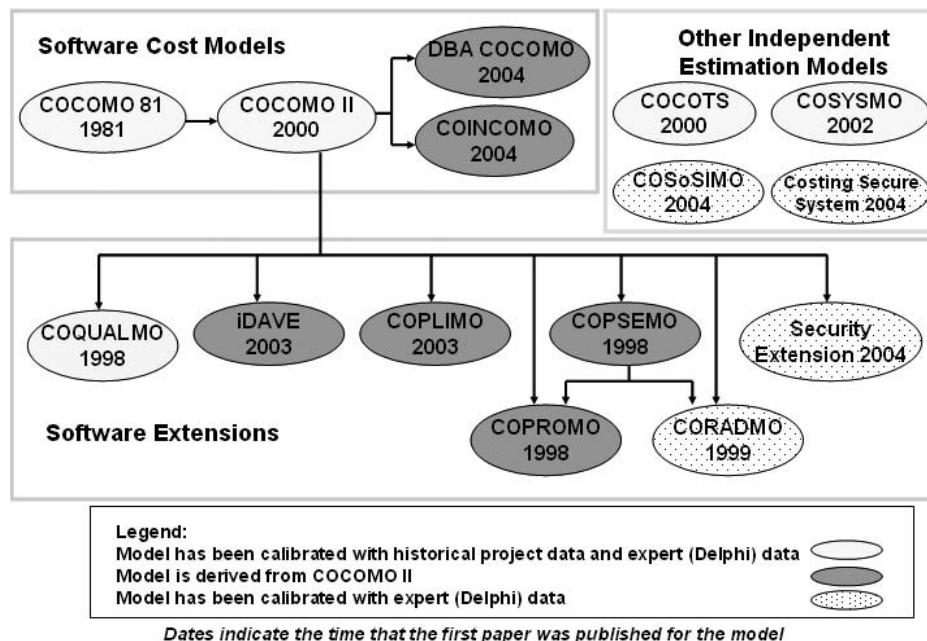 Software Cost Models
COCOMO 81
1981
COCOMO II
2000
DBA COCOMO
2004
COINCOMO
2004
Other Independent
Estimation Models
COCOTS
2000
COSYSMO
2002
COSoSIMO
2004
Costing Secure
System 2004
COQUALMO
1998
iDAVE
2003
COPLIMO
2003
COPSEMO
1998
Security
Extension 2004
Software Extensions
COPROMO
1998
CORADMO
1999
Legend:
Model has been calibrated with historical project data and expert (Delphi) data
Model is derived from COCOMO II
Model has been calibrated with expert (Delphi) data
Dates indicate the time that the first paper was published for the model